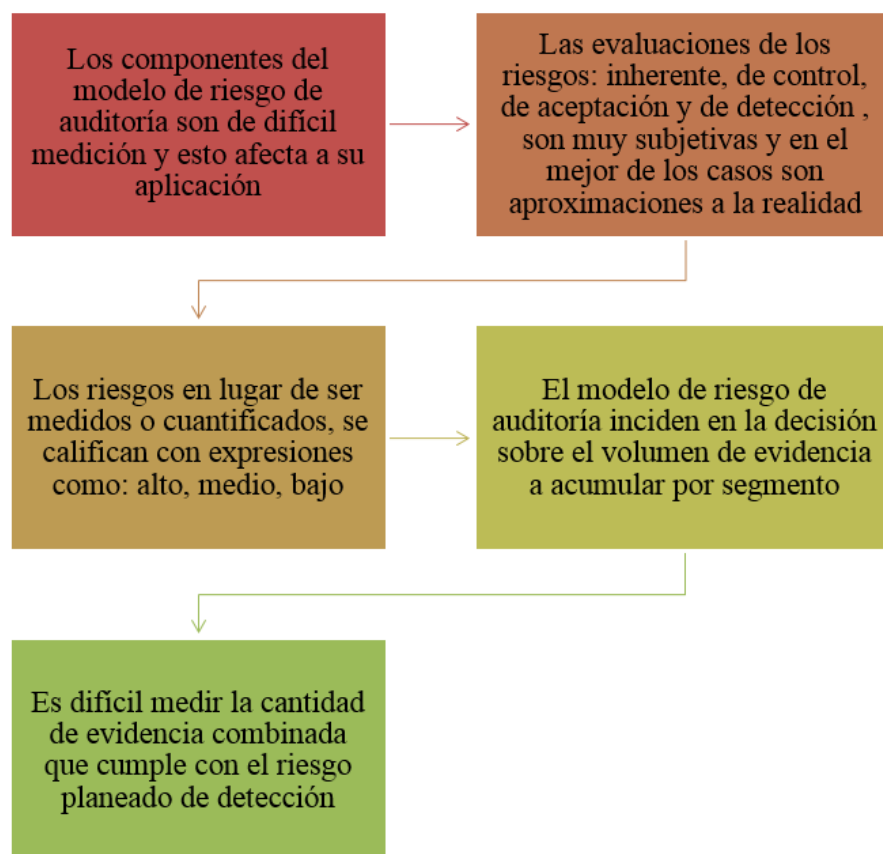 Los componentes del
modelo de riesgo de
auditoría son de difícil
medición y esto afecta a su
aplicación
Las evaluaciones de los
riesgos: inherente, de control,
de aceptación y de detección ,
son muy subjetivas y en el
mejor de los casos son
aproximaciones a la realidad
Los riesgos en lugar de ser
medidos o cuantificados, se
califican con expresiones
como: alto, medio, bajo
El modelo de riesgo de
auditoría inciden en la decisión
sobre el volumen de evidencia
a acumular por segmento
Es difícil medir la cantidad
de evidencia combinada
que cumple con el riesgo
planeado de detección